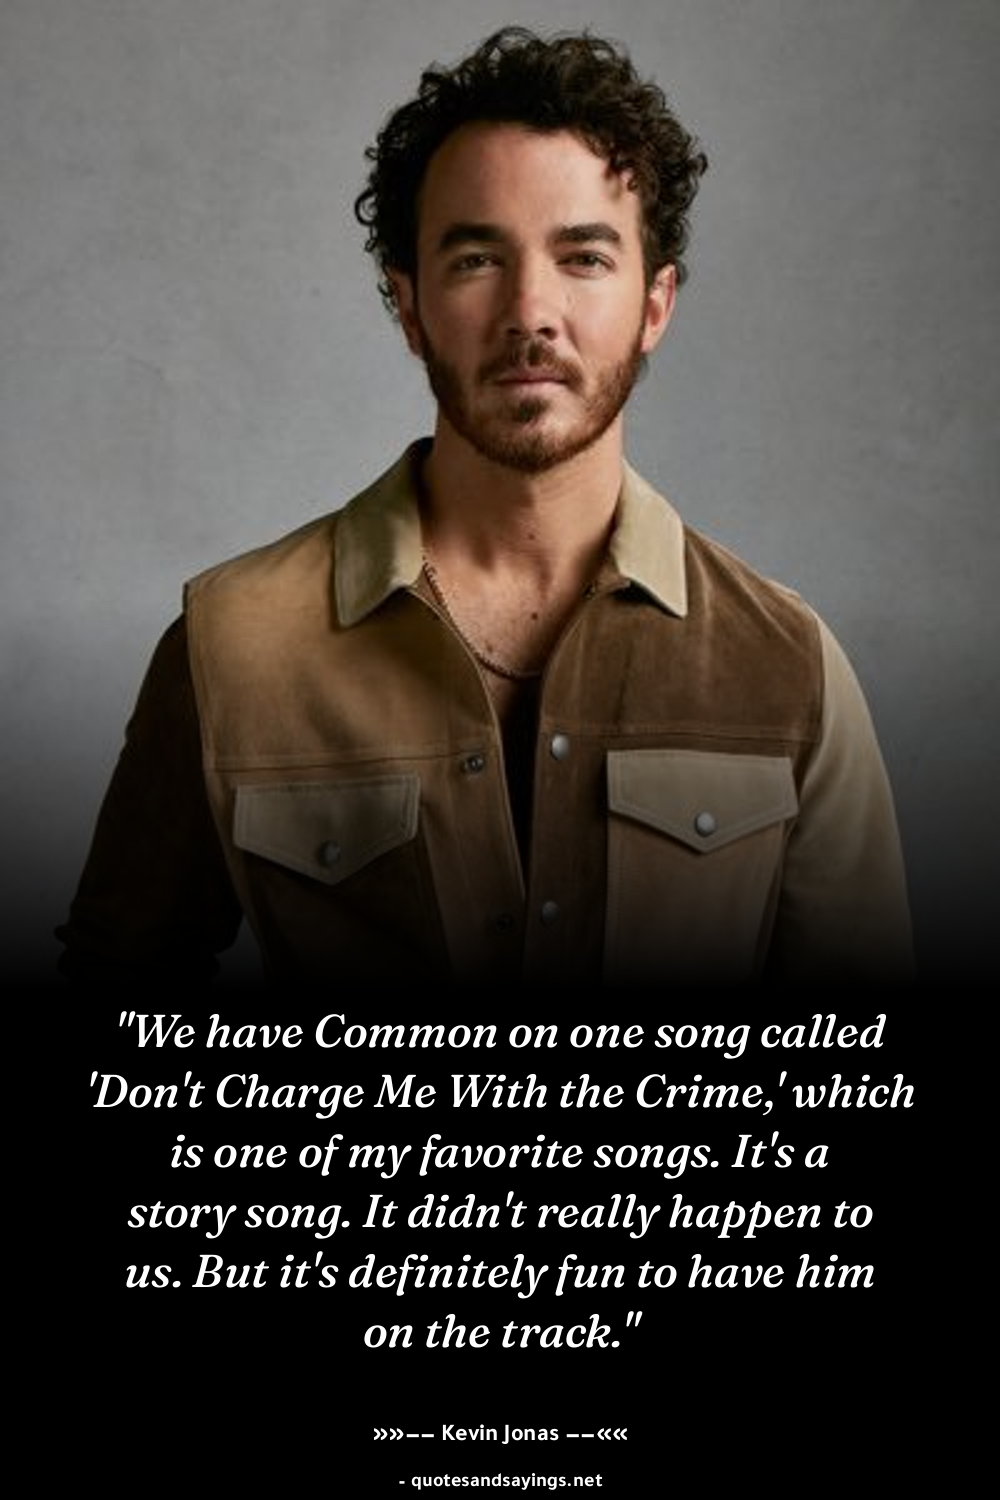 "We have Common on one song called
'Don't Charge Me With the Crime,' which
is one of my favorite songs. It's a
story song. It didn't really happen to
us. But it's definitely fun to have him
on the track."
»»–– Kevin Jonas ––««
- quotesandsayings.net